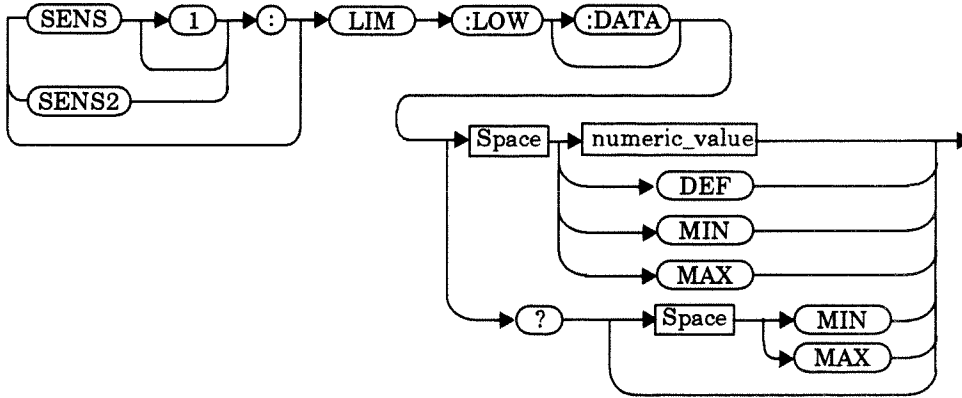 SENS 1 : LIM :LOW :DATA
SENS2
Space numeric_value
DEF
MIN
MAX
? Space MIN
MAX